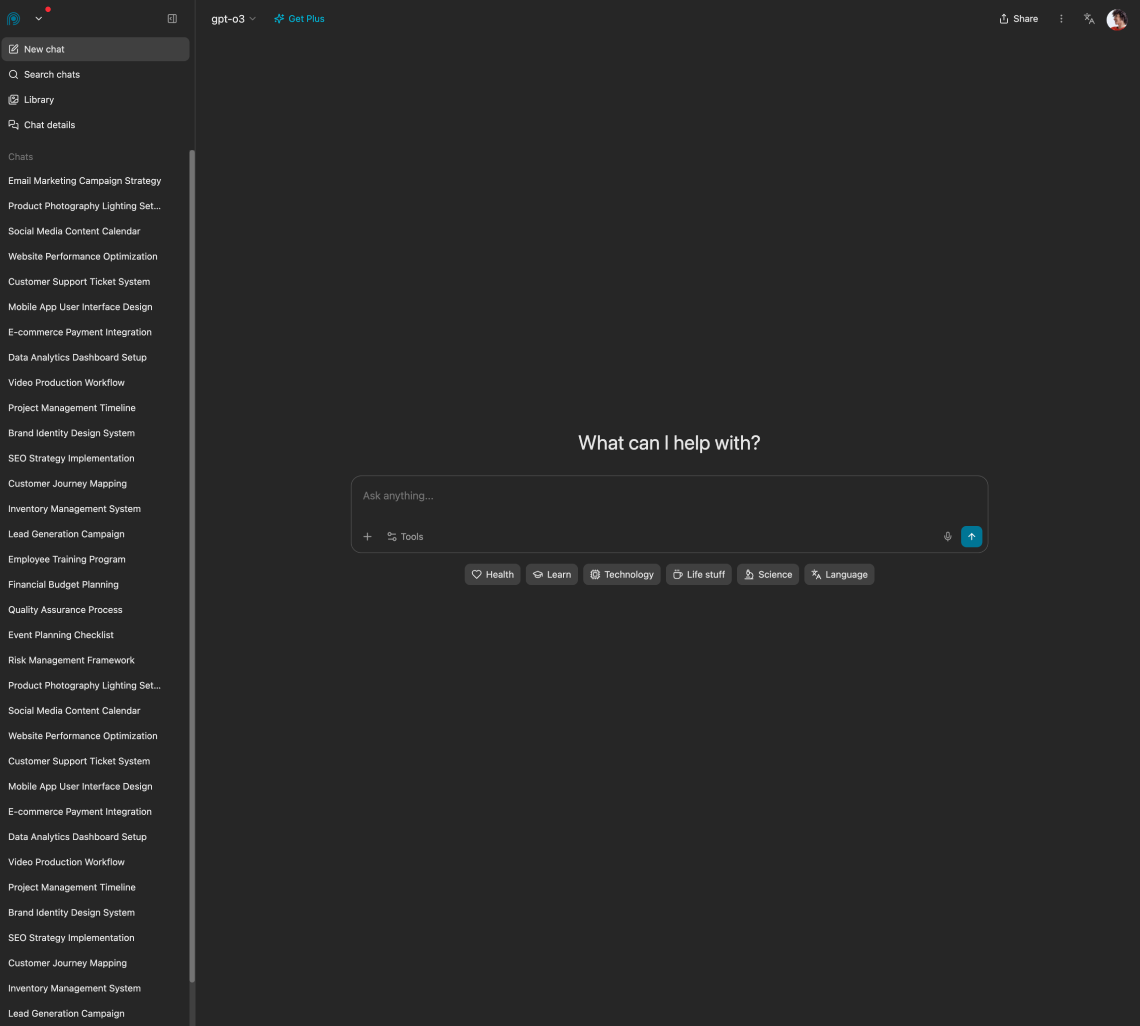 gpt-o3
Get Plus
Share
New chat
Search chats
Library
Chat details
Chats
Email Marketing Campaign Strategy
Product Photography Lighting Set...
Social Media Content Calendar
Website Performance Optimization
Customer Support Ticket System
Mobile App User Interface Design
E-commerce Payment Integration
Data Analytics Dashboard Setup
Video Production Workflow
Project Management Timeline
Brand Identity Design System
SEO Strategy Implementation
Customer Journey Mapping
Inventory Management System
Lead Generation Campaign
Employee Training Program
Financial Budget Planning
Quality Assurance Process
Event Planning Checklist
Risk Management Framework
Product Photography Lighting Set...
Social Media Content Calendar
Website Performance Optimization
Customer Support Ticket System
Mobile App User Interface Design
E-commerce Payment Integration
Data Analytics Dashboard Setup
Video Production Workflow
Project Management Timeline
Brand Identity Design System
SEO Strategy Implementation
Customer Journey Mapping
Inventory Management System
Lead Generation Campaign
What can I help with?
Ask anything...
Tools
Health
Learn
Technology
Life stuff
Science
Language